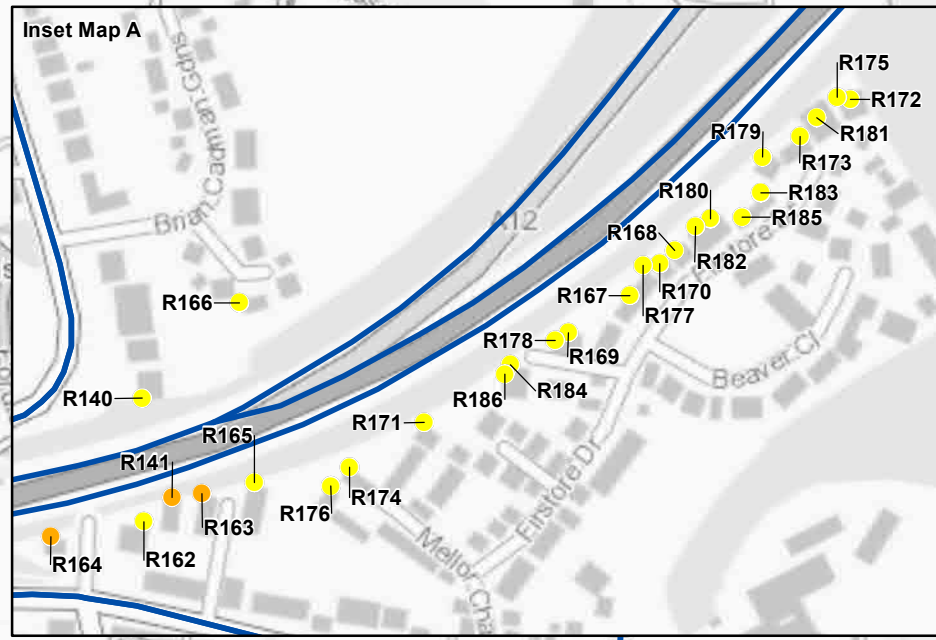 Inset Map A
Brian Cadman Gdns
A12
R175
R172
R181
R179
R173
R180
R183
R185
R168
R182
R170
R167
R177
R166
R178
R169
R184
R186
Beaver Cl
R140
R171
R165
R141
R174
R176
R163
Firstore Dr
R162
R164
Mellor Cha